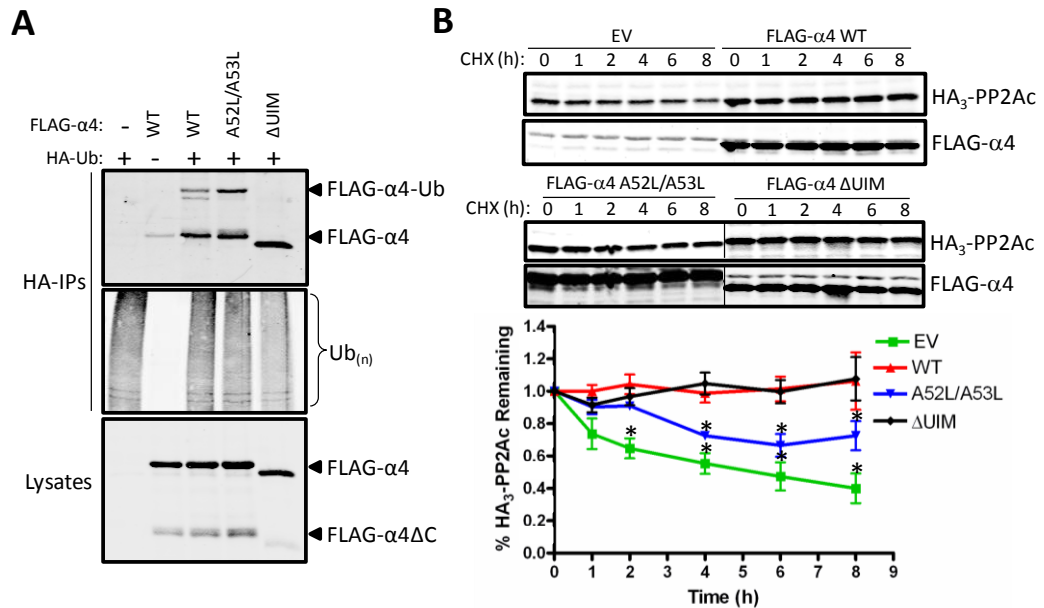 A
FLAG-α4: - WT WT A52L/A53L ΔUIM
HA-Ub: + - + + +
FLAG-α4-Ub
FLAG-α4
HA-IPs
Ub(n)
Lysates
FLAG-α4
FLAG-α4ΔC
B
EV FLAG-α4 WT
CHX (h): 0 1 2 4 6 8 0 1 2 4 6 8
HA3-PP2Ac
FLAG-α4
FLAG-α4 A52L/A53L FLAG-α4 ΔUIM
CHX (h): 0 1 2 4 6 8 0 1 2 4 6 8
HA3-PP2Ac
FLAG-α4
% HA3-PP2Ac Remaining
1.4
1.2
1.0
0.8
0.6
0.4
0.2
0.0
0 1 2 3 4 5 6 7 8 9
Time (h)
EV
WT
A52L/A53L
ΔUIM
* * * * * * *